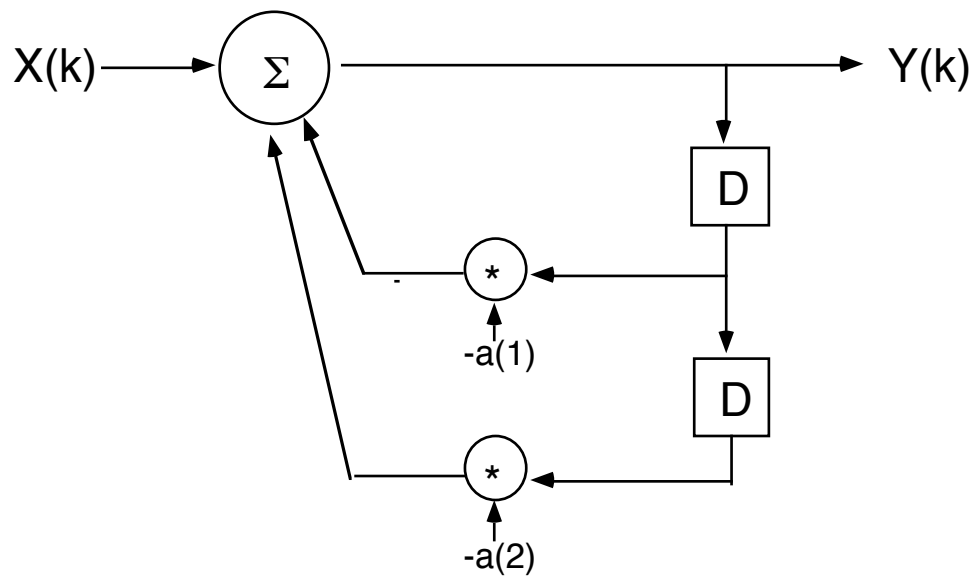 X(k)
Σ
Y(k)
D
*
-
-a(1)
D
*
-a(2)